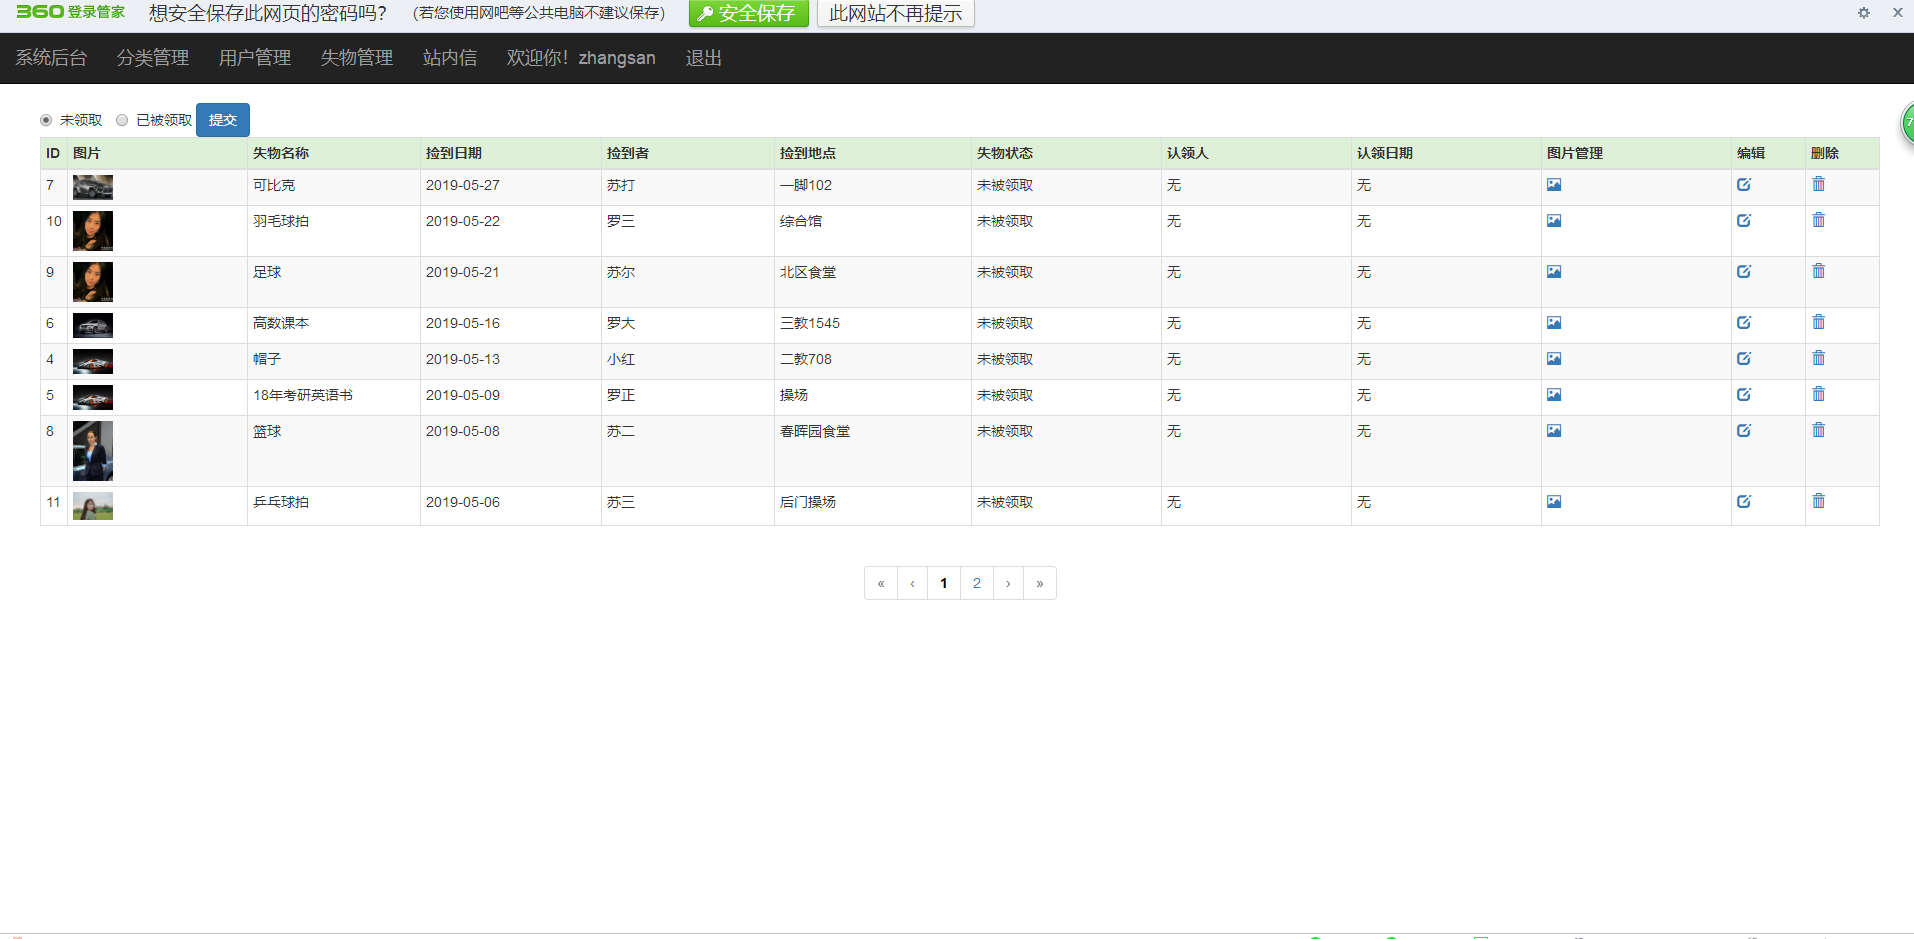 360登录管家 想安全保存此网页的密码吗? （若您使用网吧等公共电脑不建议保存） 安全保存 此网站不再提示
系统后台 分类管理 用户管理 失物管理 站内信 欢迎你！zhangsan 退出
未领取 已被领取 提交
ID 图片 失物名称 捡到日期 捡到者 捡到地点 失物状态 认领人 认领日期 图片管理 编辑 删除
7 可比克 2019-05-27 苏打 一脚102 未被领取 无 无
10 羽毛球拍 2019-05-22 罗三 综合馆 未被领取 无 无
9 足球 2019-05-21 苏尔 北区食堂 未被领取 无 无
6 高数课本 2019-05-16 罗大 三教1545 未被领取 无 无
4 帽子 2019-05-13 小红 二教708 未被领取 无 无
5 18年考研英语书 2019-05-09 罗正 操场 未被领取 无 无
8 篮球 2019-05-08 苏二 春晖园食堂 未被领取 无 无
11 乒乓球拍 2019-05-06 苏三 后门操场 未被领取 无 无
« ‹ 1 2 › »